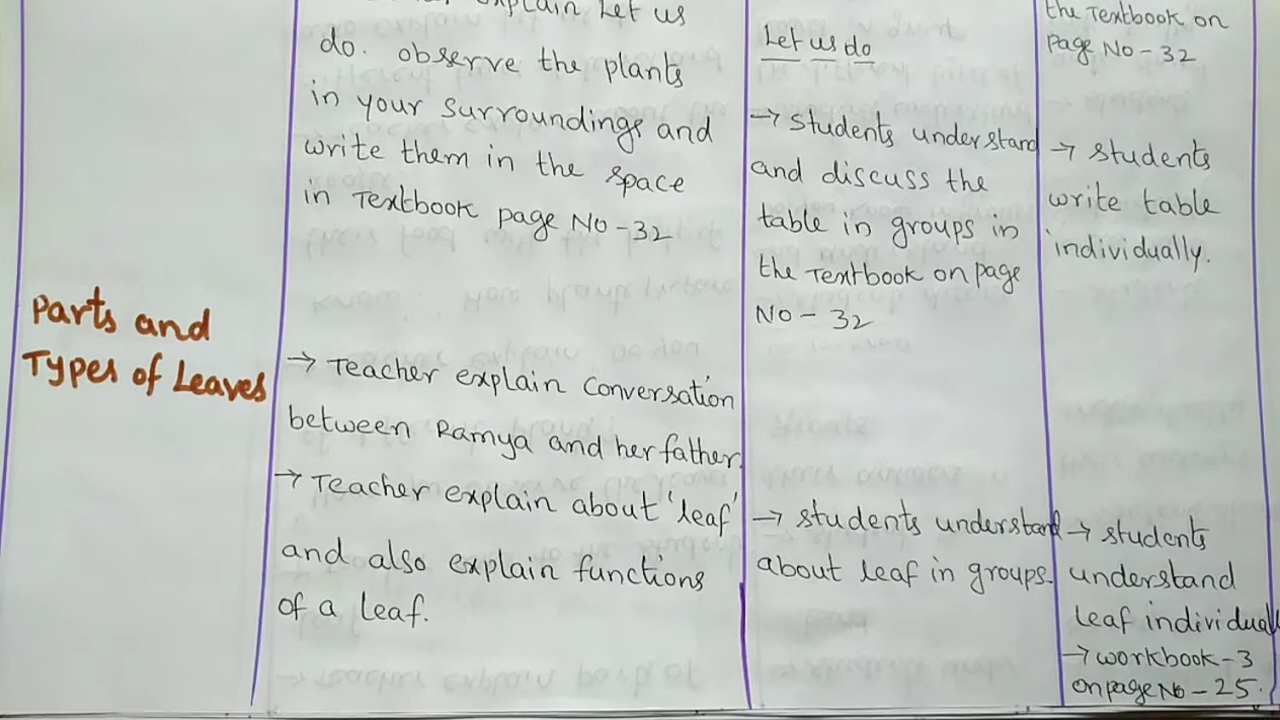 Parts and
Types of Leaves
explain Let us
do. observe the plants
in your surroundings and
write them in the space
in Textbook page No-32
→ Teacher explain conversation
between Ramya and her father.
→ Teacher explain about 'leaf'
and also explain functions
of a leaf.
Let us do
→ students understand
and discuss the
table in groups in
the Textbook on page
No - 32
→ students understand
about leaf in groups.
the Textbook on
page No - 32
→ students
write table
individually.
→ students
understand
leaf individuall
→ workbook - 3
on page No - 25.